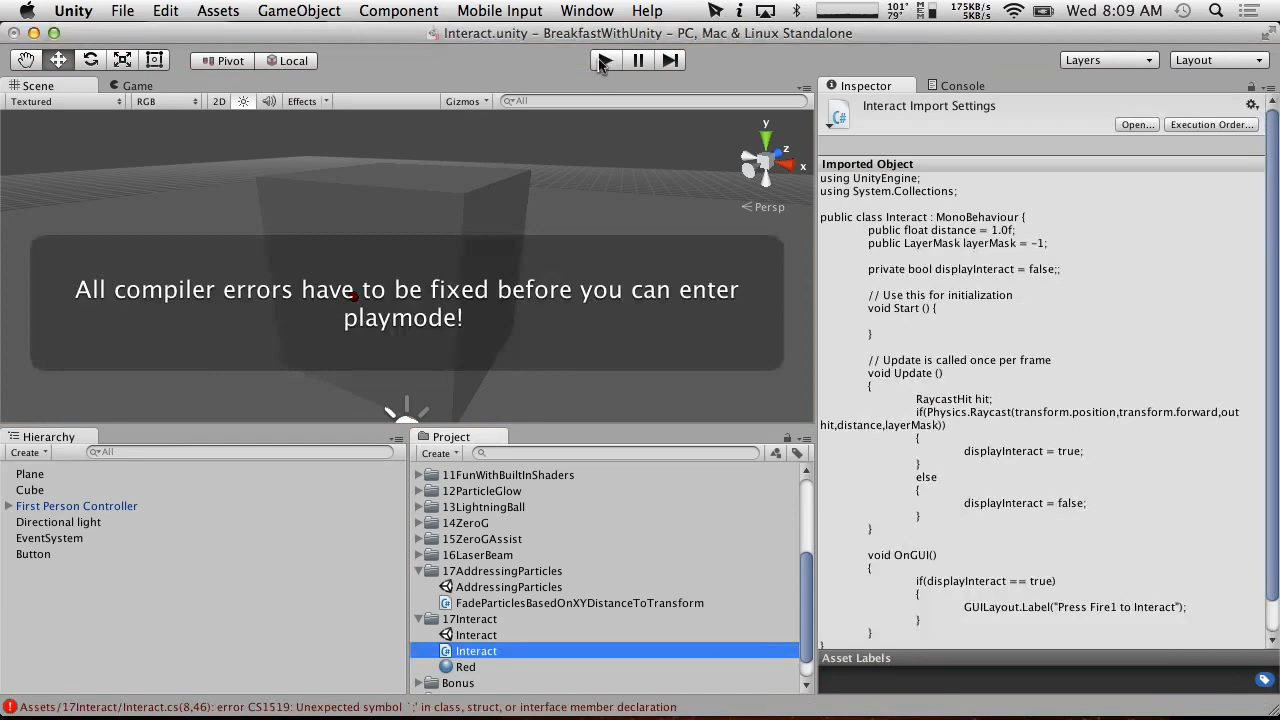 Unity File Edit Assets GameObject Component Mobile Input Window Help 101° 79° 175KB/S 5KB/S Wed 8:09 AM
Interact.unity - BreakfastWithUnity - PC, Mac & Linux Standalone
Pivot Local Layers Layout
Scene Game Inspector Console
Textured RGB 2D Effects Gizmos All
Interact Import Settings
Open... Execution Order...
y
z
x
Persp
All compiler errors have to be fixed before you can enter
playmode!
Imported Object
using UnityEngine;
using System.Collections;
public class Interact : MonoBehaviour {
public float distance = 1.0f;
public LayerMask layerMask = -1;
private bool displayInteract = false;;
// Use this for initialization
void Start () {
}
// Update is called once per frame
void Update ()
{
RaycastHit hit;
if(Physics.Raycast(transform.position,transform.forward,out
hit,distance,layerMask))
{
displayInteract = true;
}
else
{
displayInteract = false;
}
}
void OnGUI()
{
if(displayInteract == true)
{
GUILayout.Label("Press Fire1 to Interact");
}
}
}
Asset Labels
Hierarchy
Create All
Plane
Cube
First Person Controller
Directional light
EventSystem
Button
Project
Create
11FunWithBuiltInShaders
12ParticleGlow
13LightningBall
14ZeroG
15ZeroGAssist
16LaserBeam
17AddressingParticles
AddressingParticles
FadeParticlesBasedOnXYDistanceToTransform
17Interact
Interact
Interact
Red
Bonus
Assets/17Interact/Interact.cs(8,46): error CS1519: Unexpected symbol `;' in class, struct, or interface member declaration